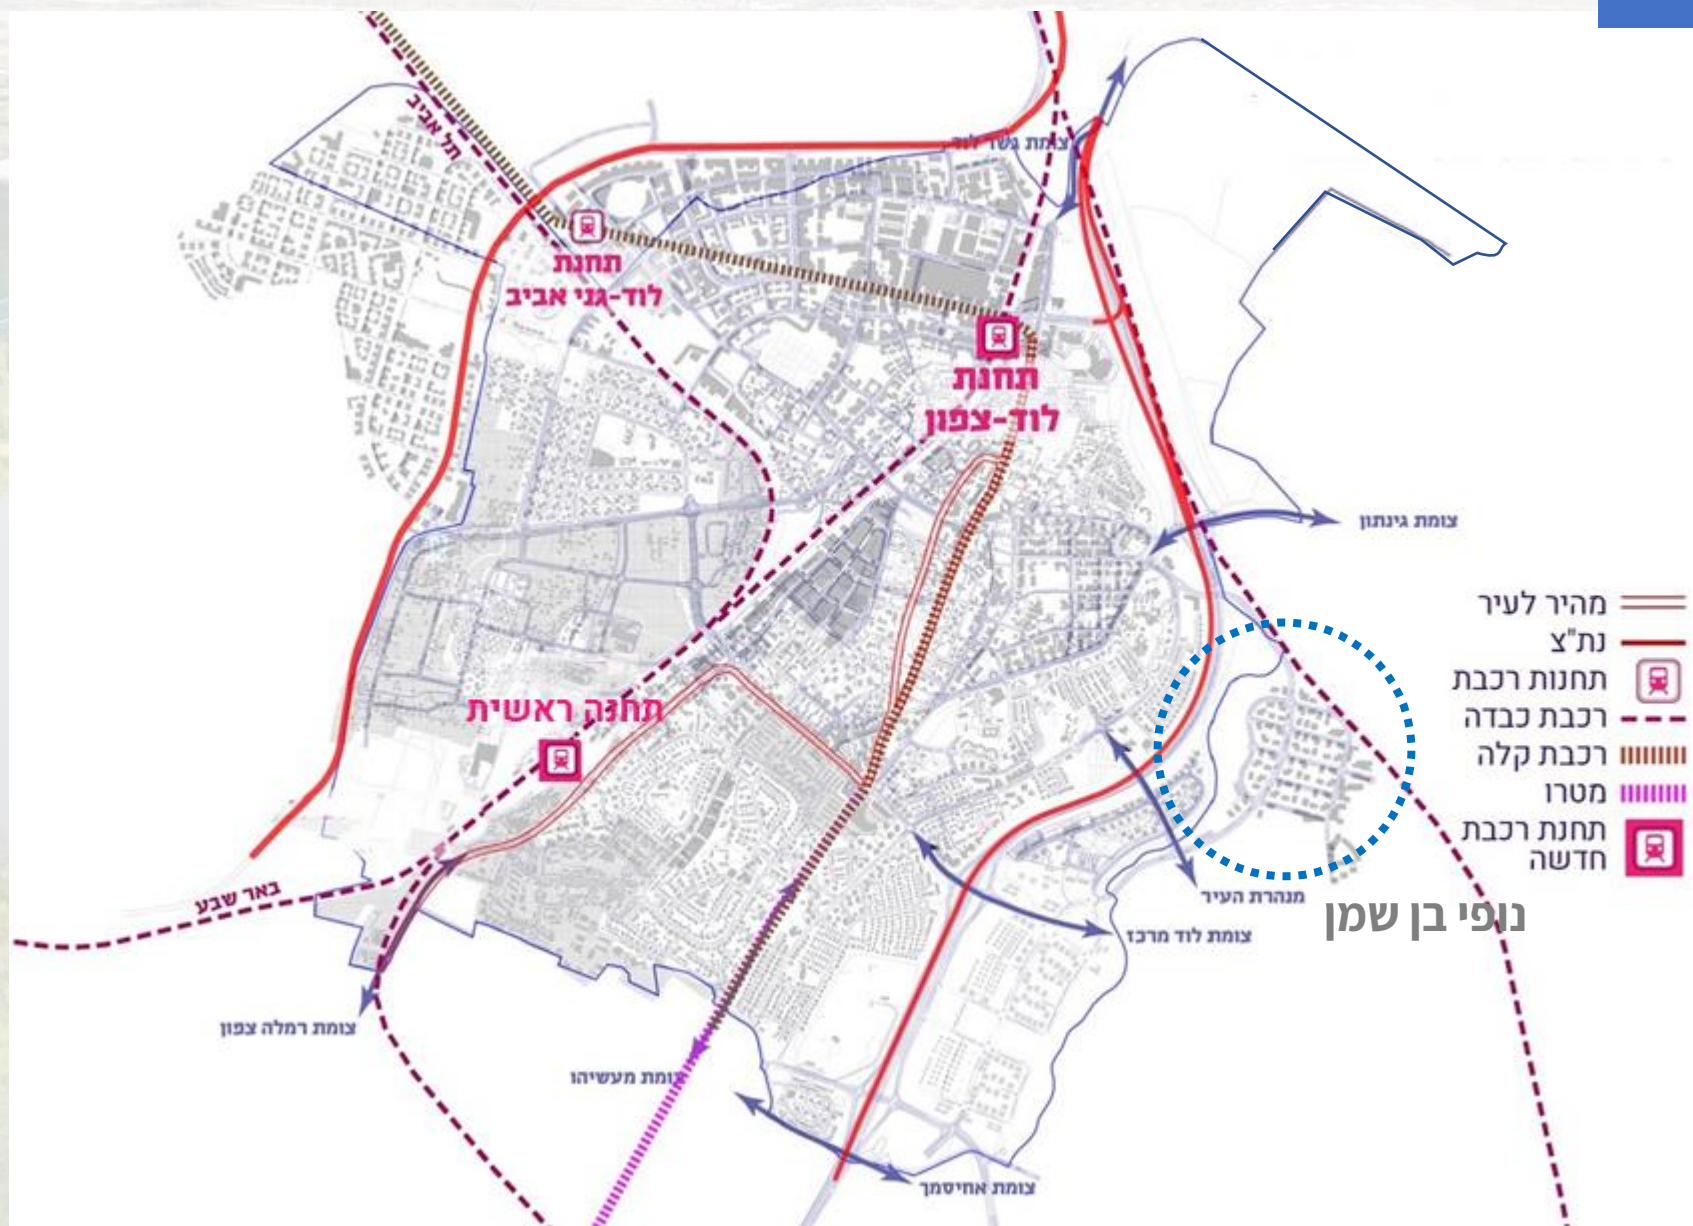 תל אביב
צומת גשר לוד
תחנת
לוד-גני אביב
תחנת
לוד-צפון
צומת גינתון
מהיר לעיר
נת"צ
תחנות רכבת
רכבת כבדה
רכבת קלה
מטרו
תחנת רכבת
חדשה
תחנה ראשית
באר שבע
מנהרת העיר
נופי בן שמן
צומת לוד מרכז
צומת רמלה צפון
צומת מעשיהו
צומת אחיסמך